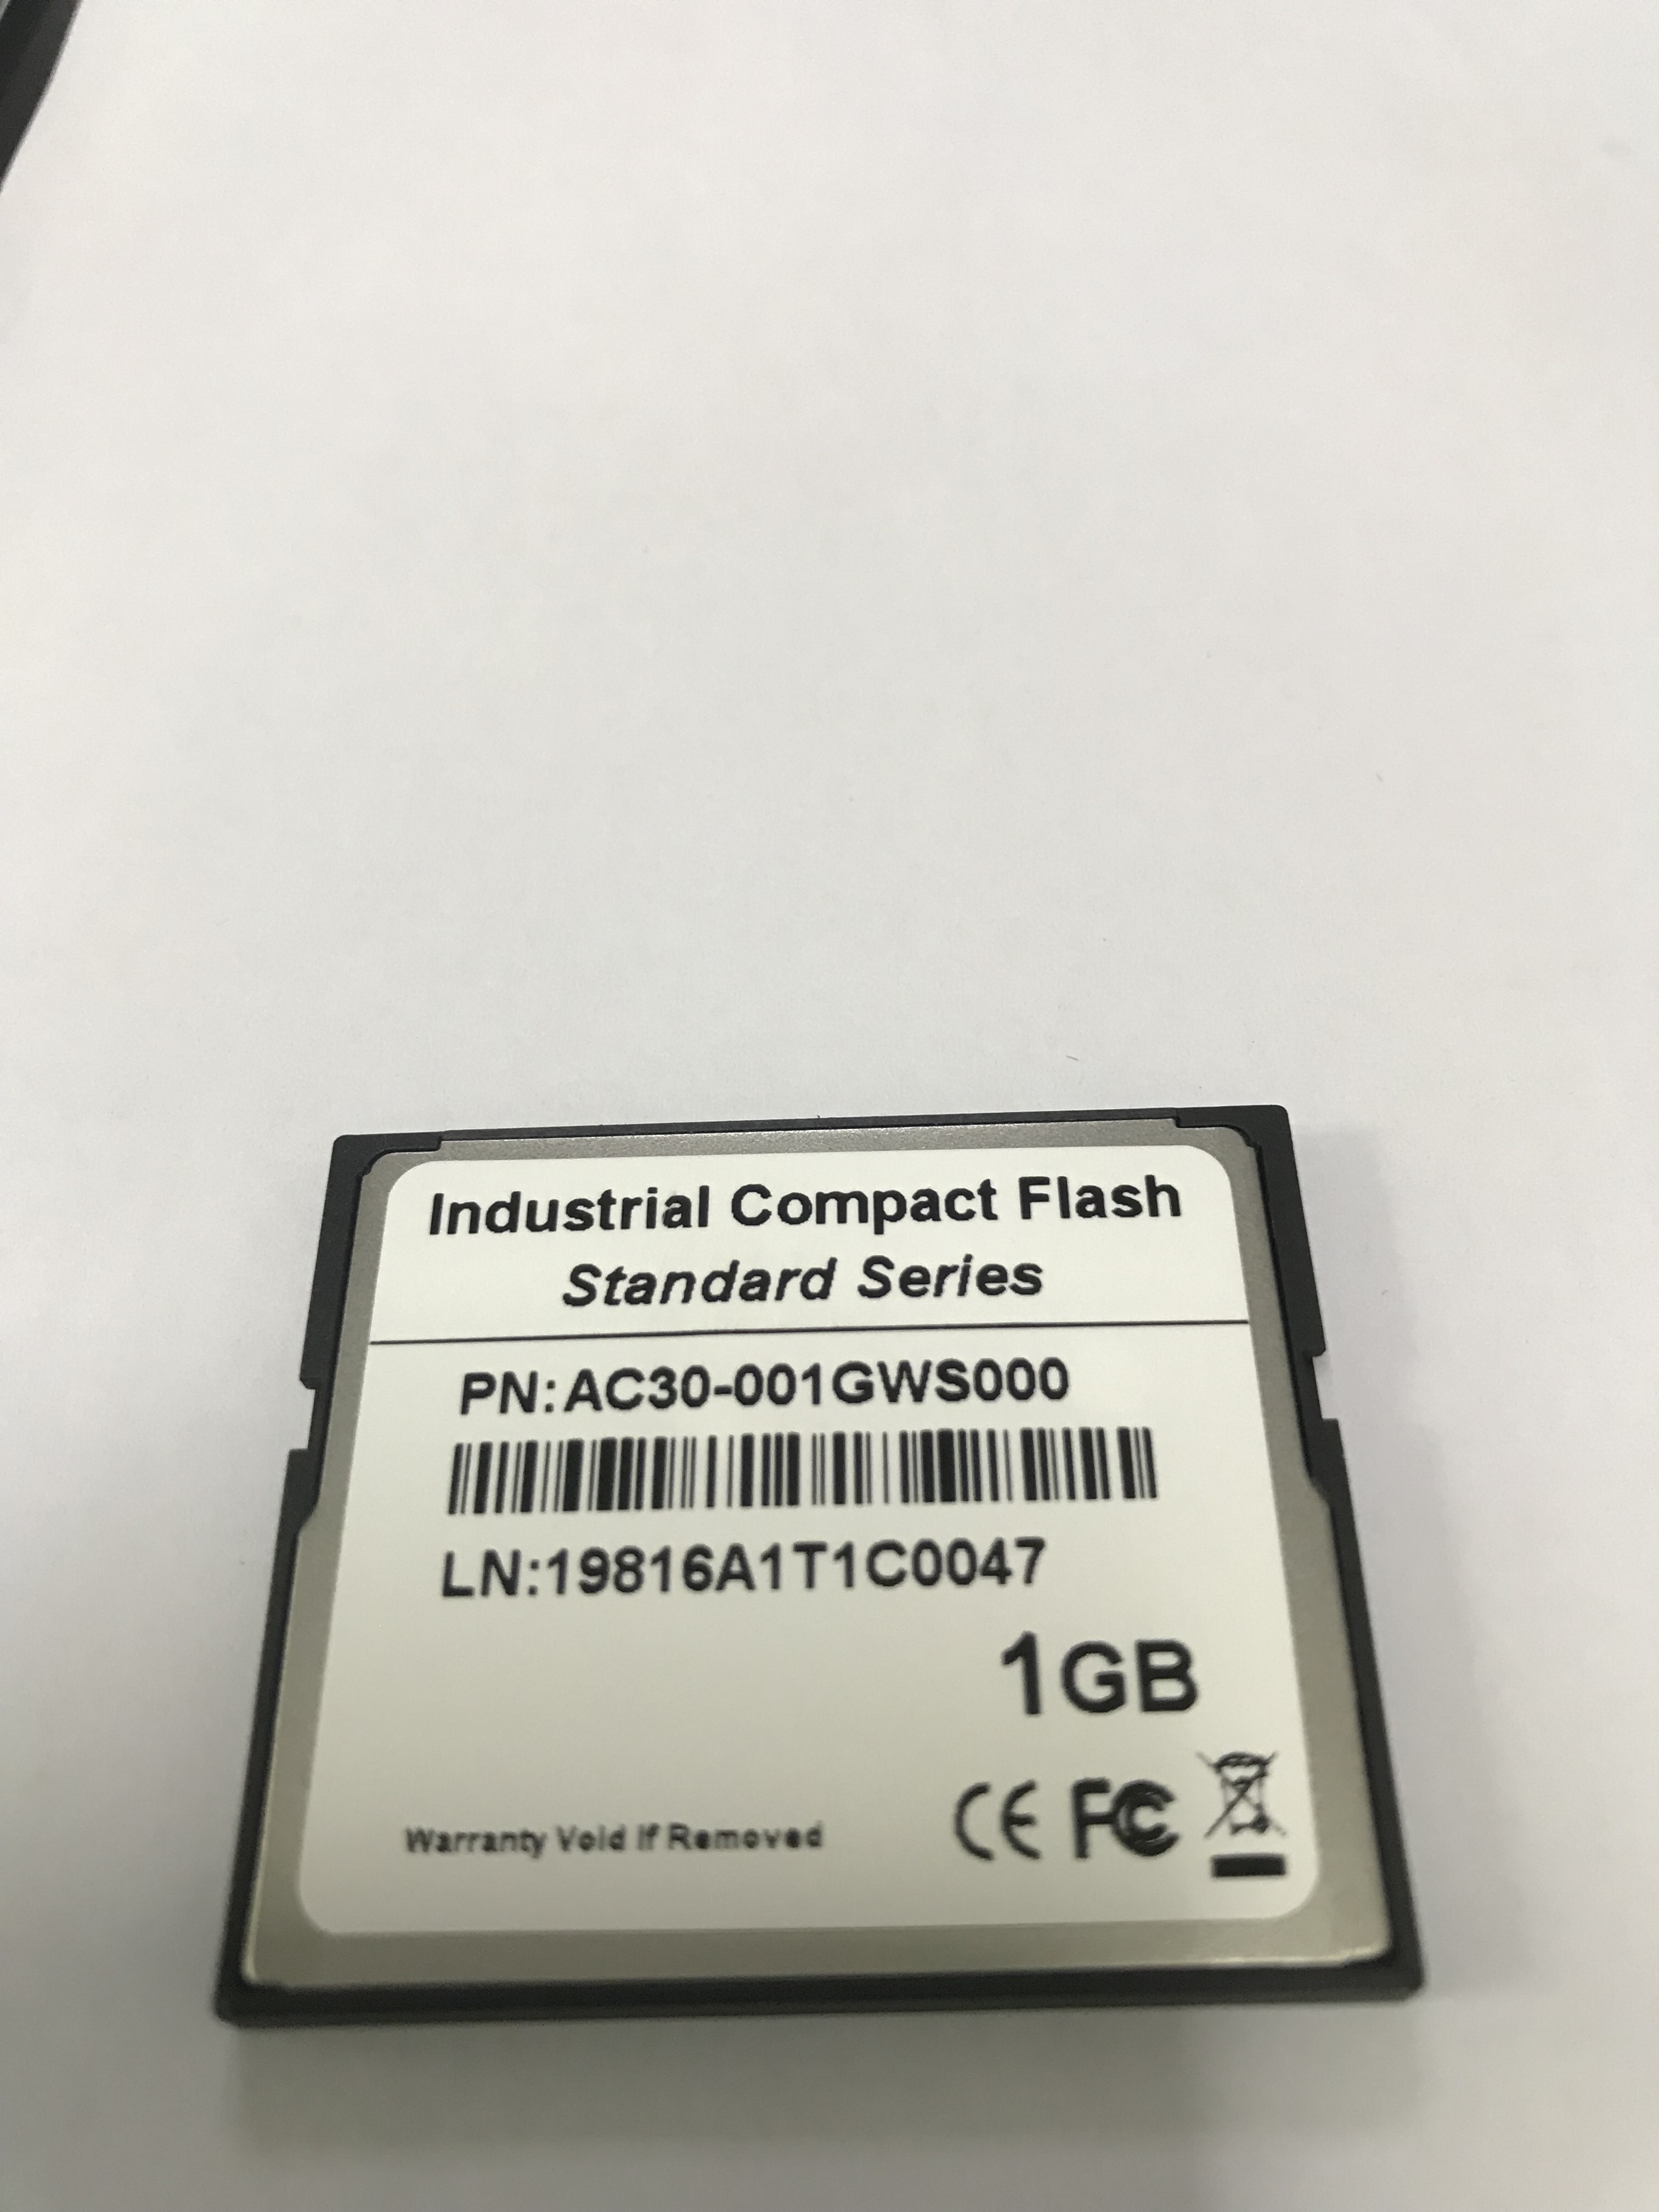 Industrial Compact Flash
Standard Series
PN:AC30-001GWS000
LN:19816A1T1C0047
1GB
Warranty Void If Removed
CE FC